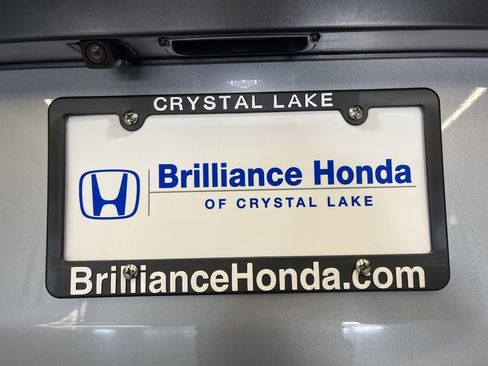 CRYSTAL LAKE
Brilliance Honda
OF CRYSTAL LAKE
BrillianceHonda.com